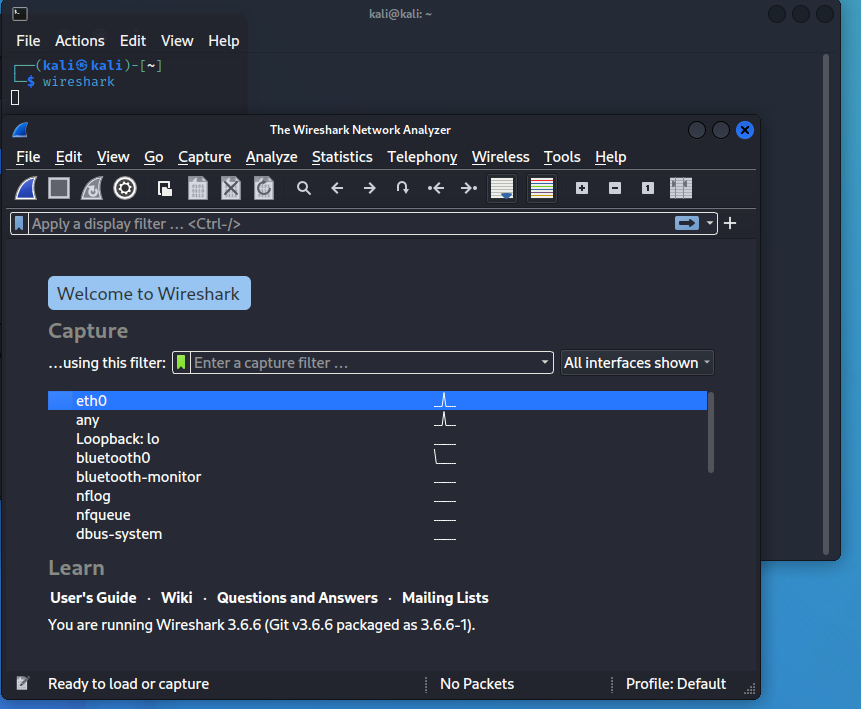 kali@kali: ~
File Actions Edit View Help
┌──(kali㉿kali)-[~]
└─$ wireshark
The Wireshark Network Analyzer
File Edit View Go Capture Analyze Statistics Telephony Wireless Tools Help
1
Apply a display filter … <Ctrl-/>
+
Welcome to Wireshark
Capture
…using this filter: Enter a capture filter … All interfaces shown
eth0
any
Loopback: lo
bluetooth0
bluetooth-monitor
nflog
nfqueue
dbus-system
Learn
User's Guide · Wiki · Questions and Answers · Mailing Lists
You are running Wireshark 3.6.6 (Git v3.6.6 packaged as 3.6.6-1).
Ready to load or capture No Packets Profile: Default